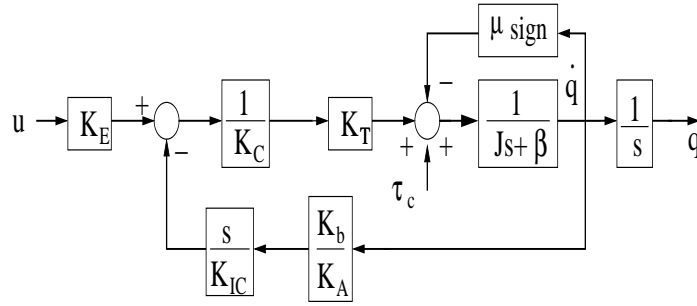 μ sign
q̇
u
K_E
+
−
1
K_C
K_T
−
+
+
τ_c
1
Js+ β
1
s
q
s
K_IC
K_b
K_A